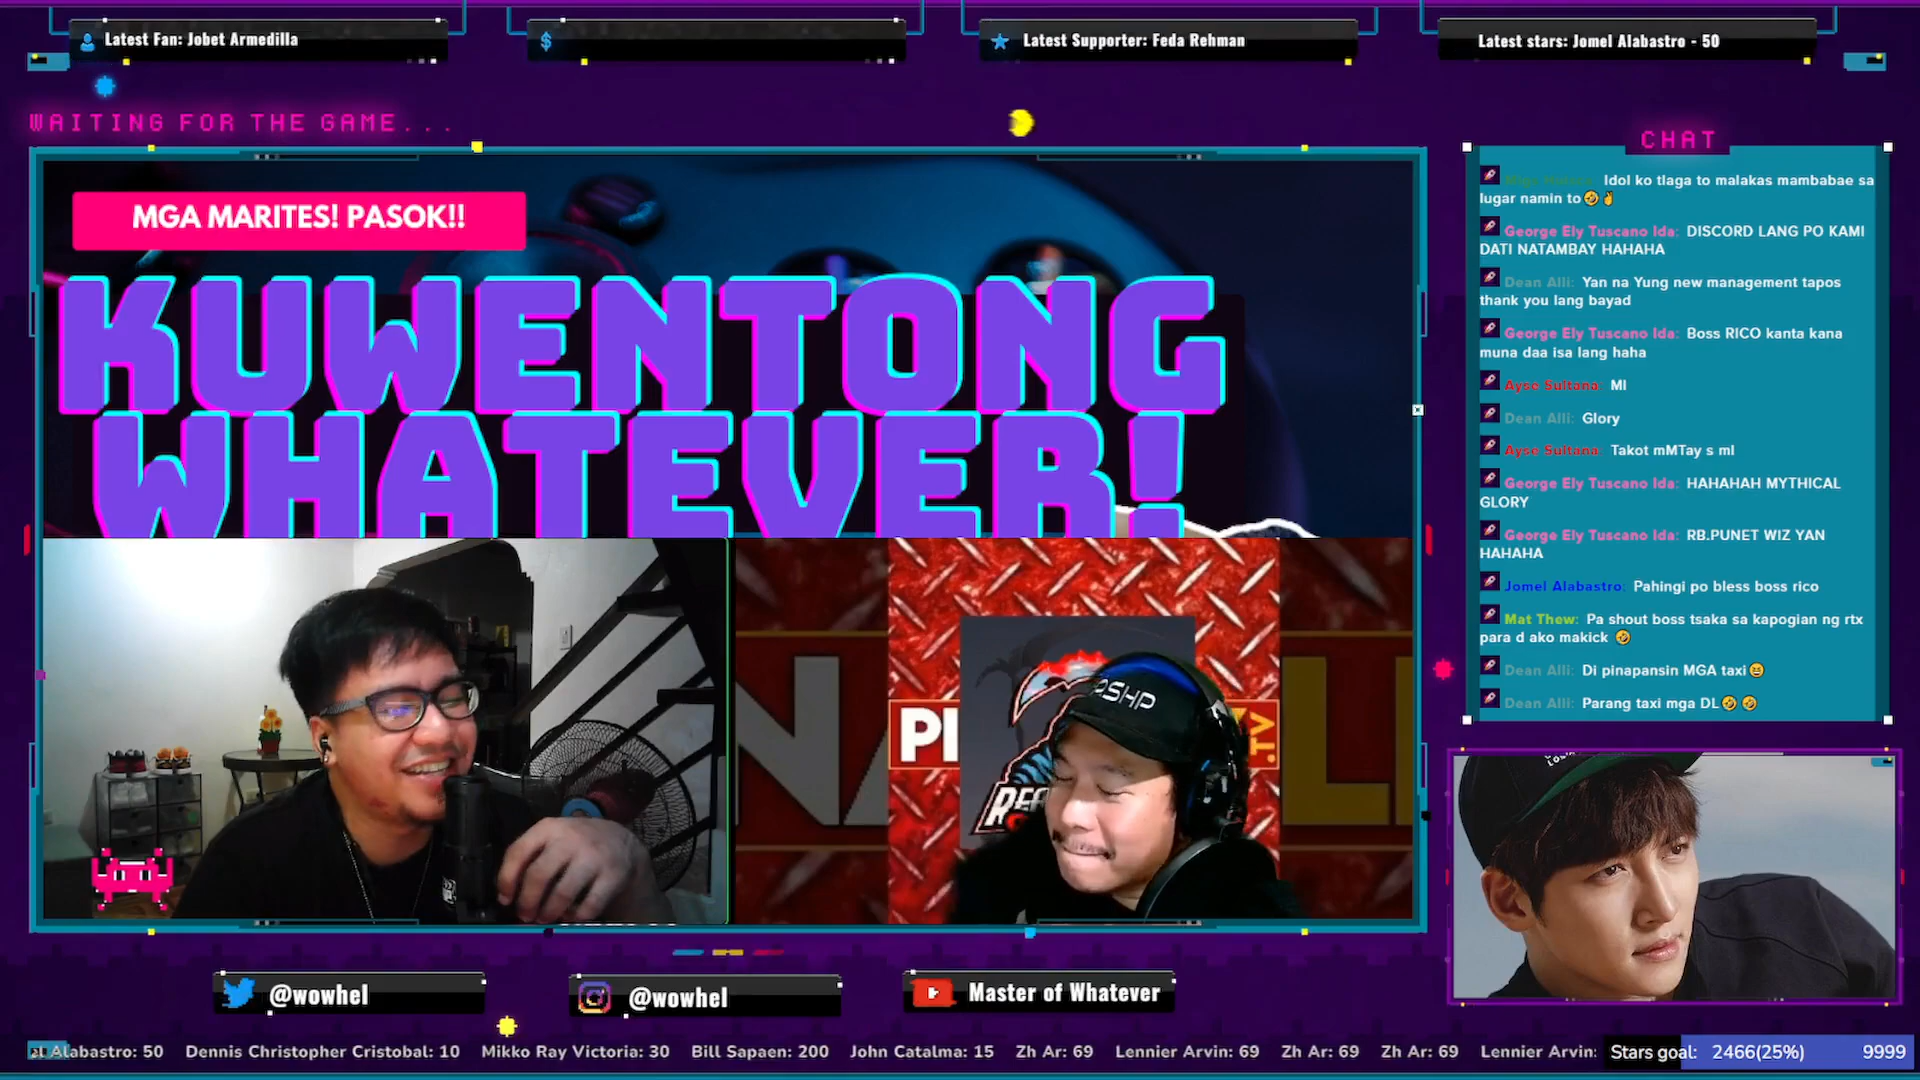 Latest Fan: Jobet Armedilla
Latest Supporter: Feda Rehman
Latest stars: Jomel Alabastro - 50
WAITING FOR THE GAME...
CHAT
MGA MARITES! PASOK!!
KUWENTONG
WHATEVER!
Idol ko tlaga to malakas mambabae sa
lugar namin to🤣✌
George Ely Tuscano Ida: DISCORD LANG PO KAMI
DATI NATAMBAY HAHAHA
Dean Alli: Yan na Yung new management tapos
thank you lang bayad
George Ely Tuscano Ida: Boss RICO kanta kana
muna daa isa lang haha
Ayse Sultana: Ml
Dean Alli: Glory
Ayse Sultana: Takot mMTay s ml
George Ely Tuscano Ida: HAHAHAH MYTHICAL
GLORY
George Ely Tuscano Ida: RB.PUNET WIZ YAN
HAHAHA
Jomel Alabastro: Pahingi po bless boss rico
Mat Thew: Pa shout boss tsaka sa kapogian ng rtx
para d ako makick 🤣
Dean Alli: Di pinapansin MGA taxi😆
Dean Alli: Parang taxi mga DL🤣 🤣
PSHP
.TV
@wowhel
@wowhel
Master of Whatever
Alabastro: 50 Dennis Christopher Cristobal: 10 Mikko Ray Victoria: 30 Bill Sapaen: 200 John Catalma: 15 Zh Ar: 69 Lennier Arvin: 69 Zh Ar: 69 Zh Ar: 69 Lennier Arvin:
Stars goal: 2466(25%) 9999